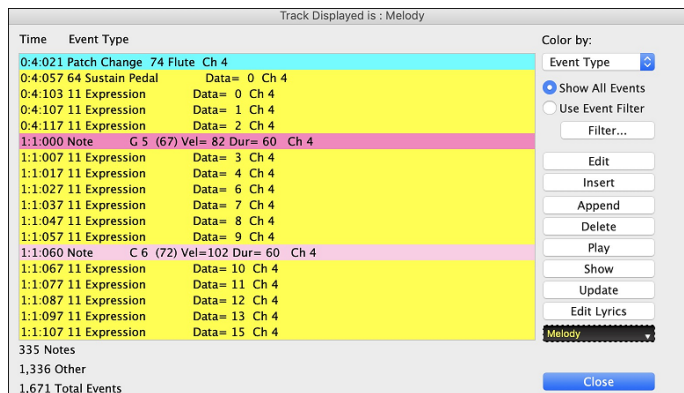 Track Displayed is : Melody
Time Event Type
0:4:021 Patch Change 74 Flute Ch 4
0:4:057 64 Sustain Pedal Data= 0 Ch 4
0:4:103 11 Expression Data= 0 Ch 4
0:4:107 11 Expression Data= 1 Ch 4
0:4:117 11 Expression Data= 2 Ch 4
1:1:000 Note G 5 (67) Vel= 82 Dur= 60 Ch 4
1:1:007 11 Expression Data= 3 Ch 4
1:1:017 11 Expression Data= 4 Ch 4
1:1:027 11 Expression Data= 6 Ch 4
1:1:037 11 Expression Data= 7 Ch 4
1:1:047 11 Expression Data= 8 Ch 4
1:1:057 11 Expression Data= 9 Ch 4
1:1:060 Note C 6 (72) Vel=102 Dur= 60 Ch 4
1:1:067 11 Expression Data= 10 Ch 4
1:1:077 11 Expression Data= 11 Ch 4
1:1:087 11 Expression Data= 12 Ch 4
1:1:097 11 Expression Data= 13 Ch 4
1:1:107 11 Expression Data= 15 Ch 4
335 Notes
1,336 Other
1,671 Total Events
Color by:
Event Type
Show All Events
Use Event Filter
Filter...
Edit
Insert
Append
Delete
Play
Show
Update
Edit Lyrics
Melody
Close